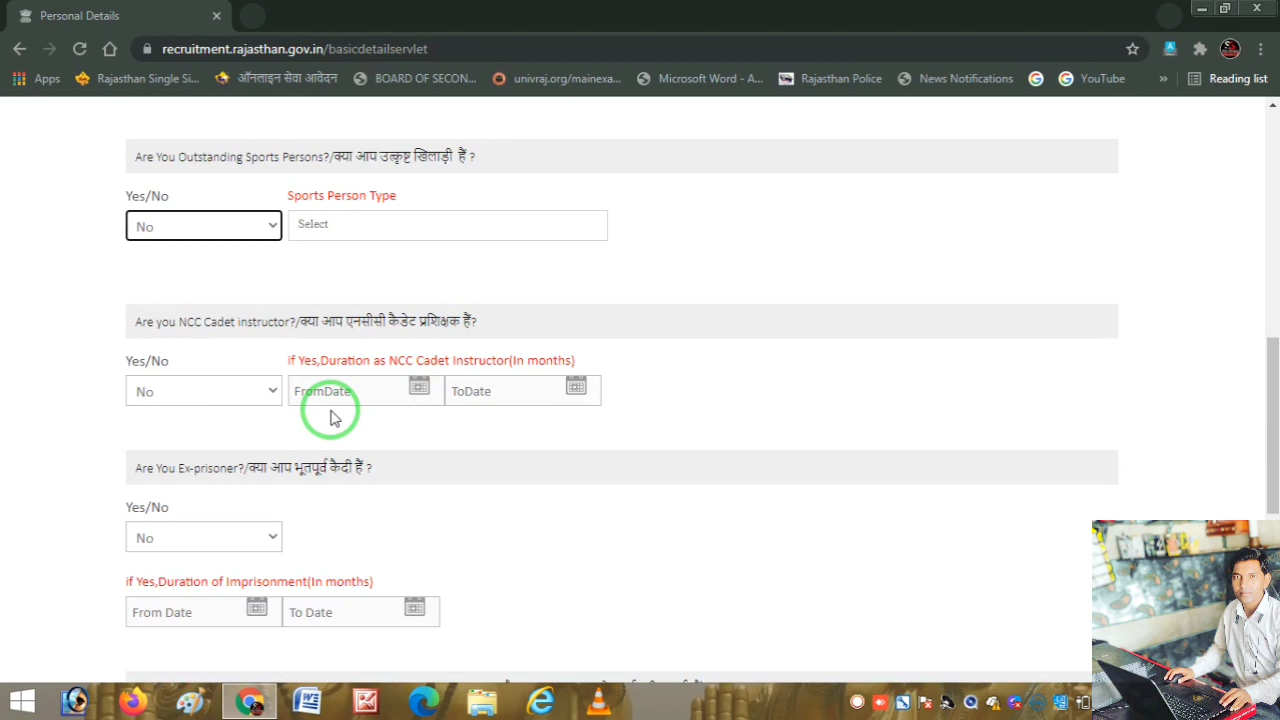 Personal Details
recruitment.rajasthan.gov.in/basicdetailservlet
Apps Rajasthan Single Si... ऑनलाइन सेवा आवेदन BOARD OF SECON... univraj.org/mainexa... Microsoft Word - A... Rajasthan Police News Notifications YouTube » Reading list
Are You Outstanding Sports Persons?/क्या आप उत्कृष्ट खिलाड़ी हैं ?
Yes/No Sports Person Type
No Select
Are you NCC Cadet instructor?/क्या आप एनसीसी कैडेट प्रशिक्षक हैं?
Yes/No if Yes,Duration as NCC Cadet Instructor(In months)
No FromDate ToDate
Are You Ex-prisoner?/क्या आप भूतपूर्व कैदी हैं ?
Yes/No
No
if Yes,Duration of Imprisonment(In months)
From Date To Date